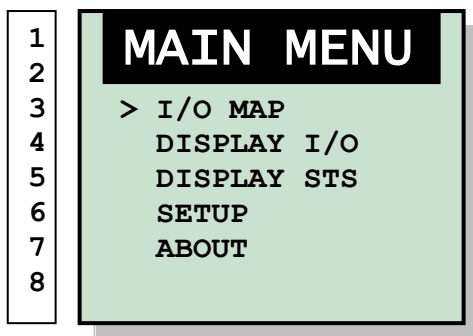 1
2
3
4
5
6
7
8
MAIN MENU
> I/O MAP
DISPLAY I/O
DISPLAY STS
SETUP
ABOUT